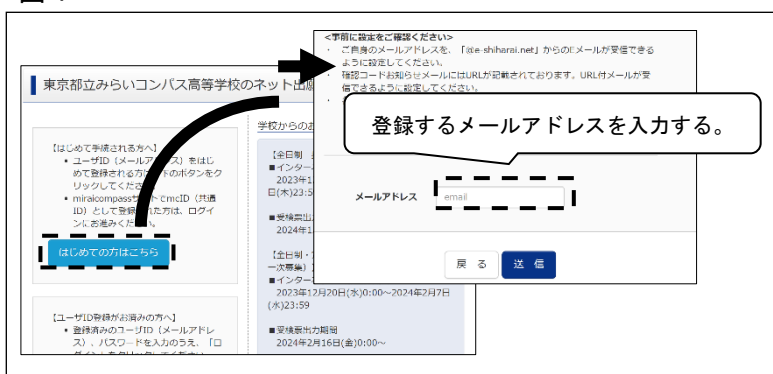 東京都立みらいコンパス高等学校のネット出願
【はじめて手続される方へ】
ユーザID（メールアドレス）をはじ
めて登録される方は下のボタンをク
リックしてください。
miraicompassサイトでmcID（共通
ID）として登録された方は、ログイ
ンにお進みください。
はじめての方はこちら
【ユーザID登録がお済みの方へ】
登録済みのユーザID（メールアドレ
ス）、パスワードを入力のうえ、「ロ
グイン」をクリックしてください。
学校からのお
【全日制
■インター
2023年1
日(木)23:5
■受検票出
2024年1
【全日制・
一次募集）
■インター
2023年12月20日(水)0:00～2024年2月7日
(水)23:59
■受検票出力期間
2024年2月16日(金)0:00～
<事前に設定をご確認ください>
・ ご自身のメールアドレスを、「@e-shiharai.net」からのEメールが受信できる
ように設定してください。
・ 確認コードお知らせメールにはURLが記載されております。URL付メールが受
信できるように設定してください。
登録するメールアドレスを入力する。
メールアドレス
email
戻る
送信